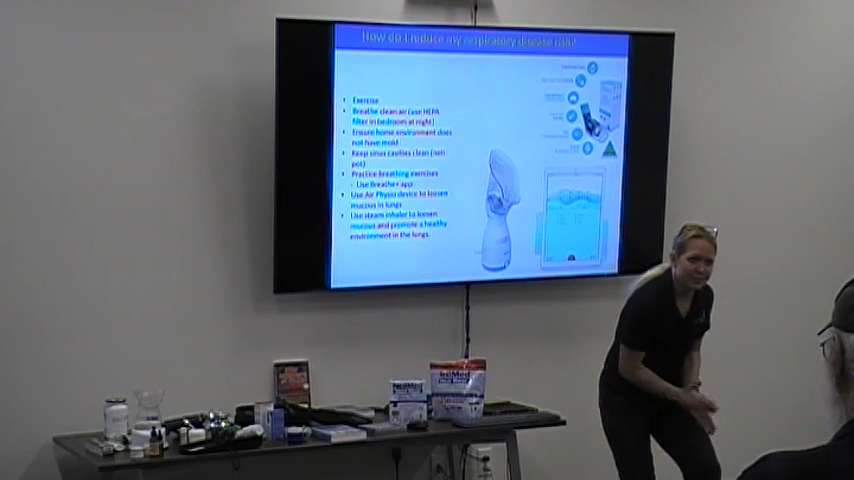 How do I reduce my respiratory disease risk?
• Exercise
• Breathe clean air (use HEPA
filter in bedroom at night)
• Ensure home environment does
not have mold
• Keep sinus cavities clean (neti
pot)
• Practice breathing exercises
- Use Breathe+ app
• Use Air Physio device to loosen
mucous in lungs
• Use steam inhaler to loosen
mucous and promote a healthy
environment in the lungs.
NeilMed